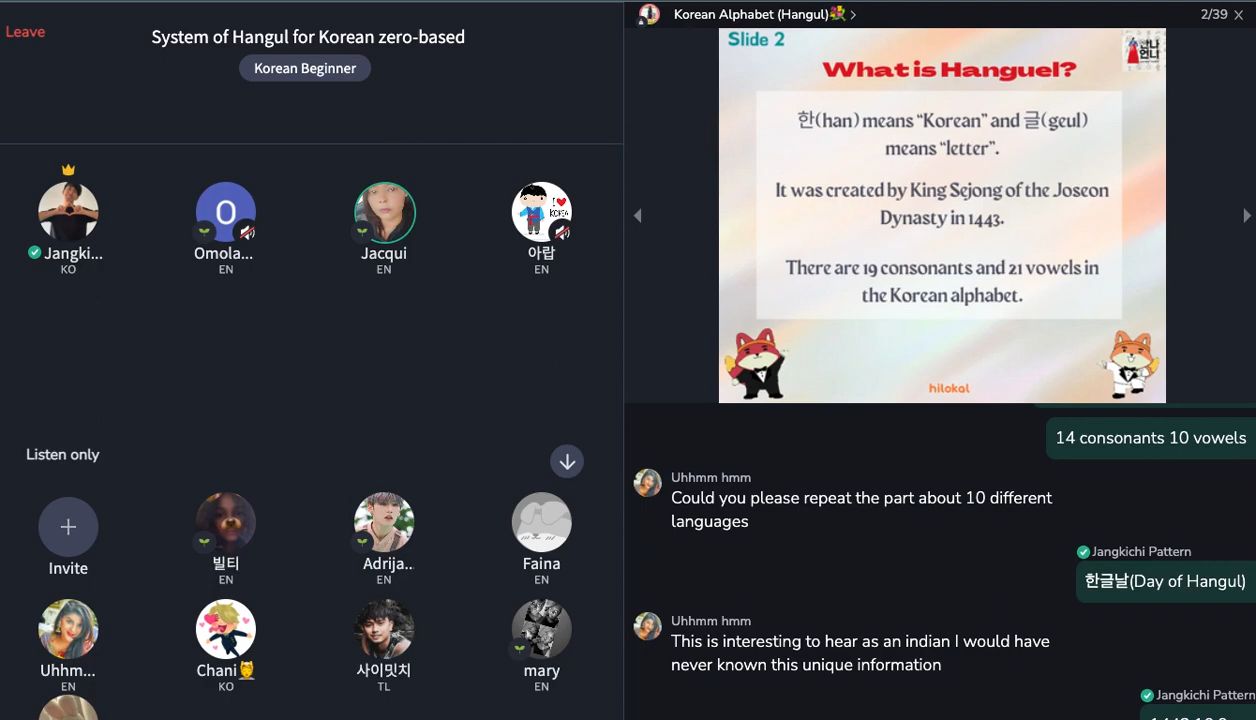 Leave
System of Hangul for Korean zero-based
Korean Beginner
Jangki...
KO
O
Omola...
EN
Jacqui
EN
I ♥ KOREA
아랍
EN
Listen only
Invite
빌티
EN
Adrija..
EN
Faina
EN
Uhhm...
EN
Chani
KO
사이밋치
TL
mary
EN
Korean Alphabet (Hangul)💐 >
2/39 X
Slide 2
만나
언니
What is Hanguel?
한(han) means “Korean” and 글(geul)
means “letter”.
It was created by King Sejong of the Joseon
Dynasty in 1443.
There are 19 consonants and 21 vowels in
the Korean alphabet.
hilokal
14 consonants 10 vowels
Uhhmm hmm
Could you please repeat the part about 10 different
languages
Jangkichi Pattern
한글날(Day of Hangul)
Uhhmm hmm
This is interesting to hear as an indian I would have
never known this unique information
Jangkichi Pattern